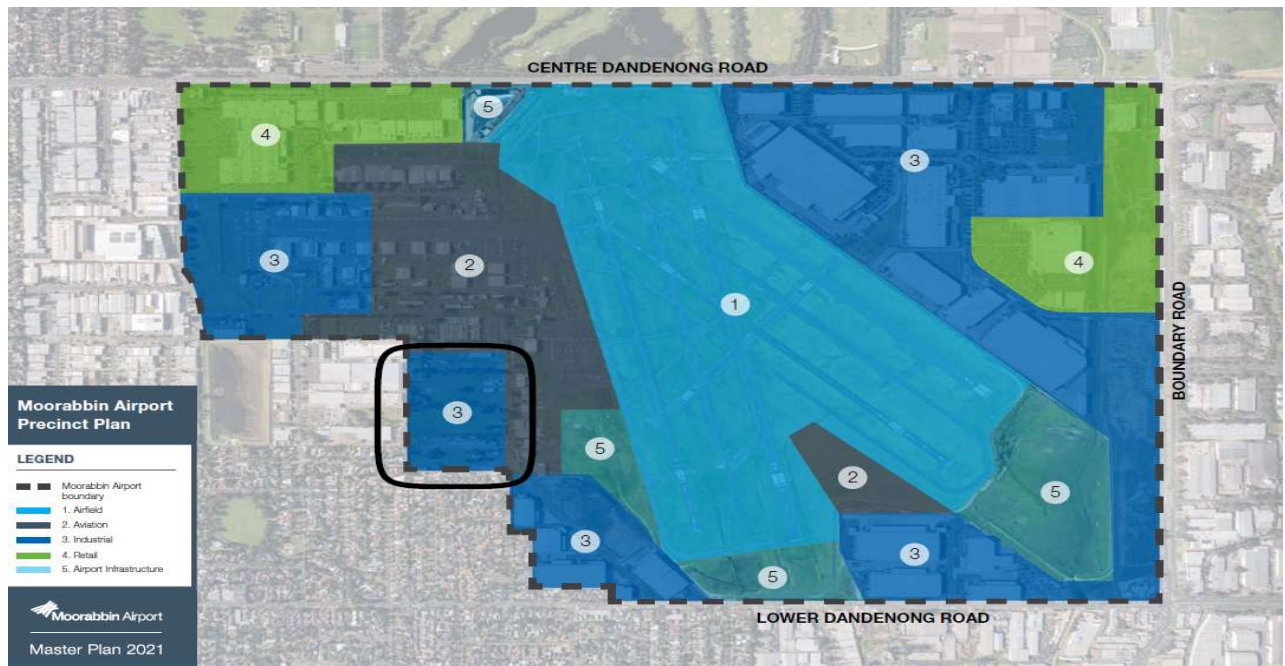 CENTRE DANDENONG ROAD
5
4
3
3
2
4
1
BOUNDARY ROAD
3
5
2
5
3
3
5
LOWER DANDENONG ROAD
Moorabbin Airport
Precinct Plan
LEGEND
Moorabbin Airport
boundary
1. Airfield
2. Aviation
3. Industrial
4. Retail
5. Airport Infrastructure
Moorabbin Airport
Master Plan 2021